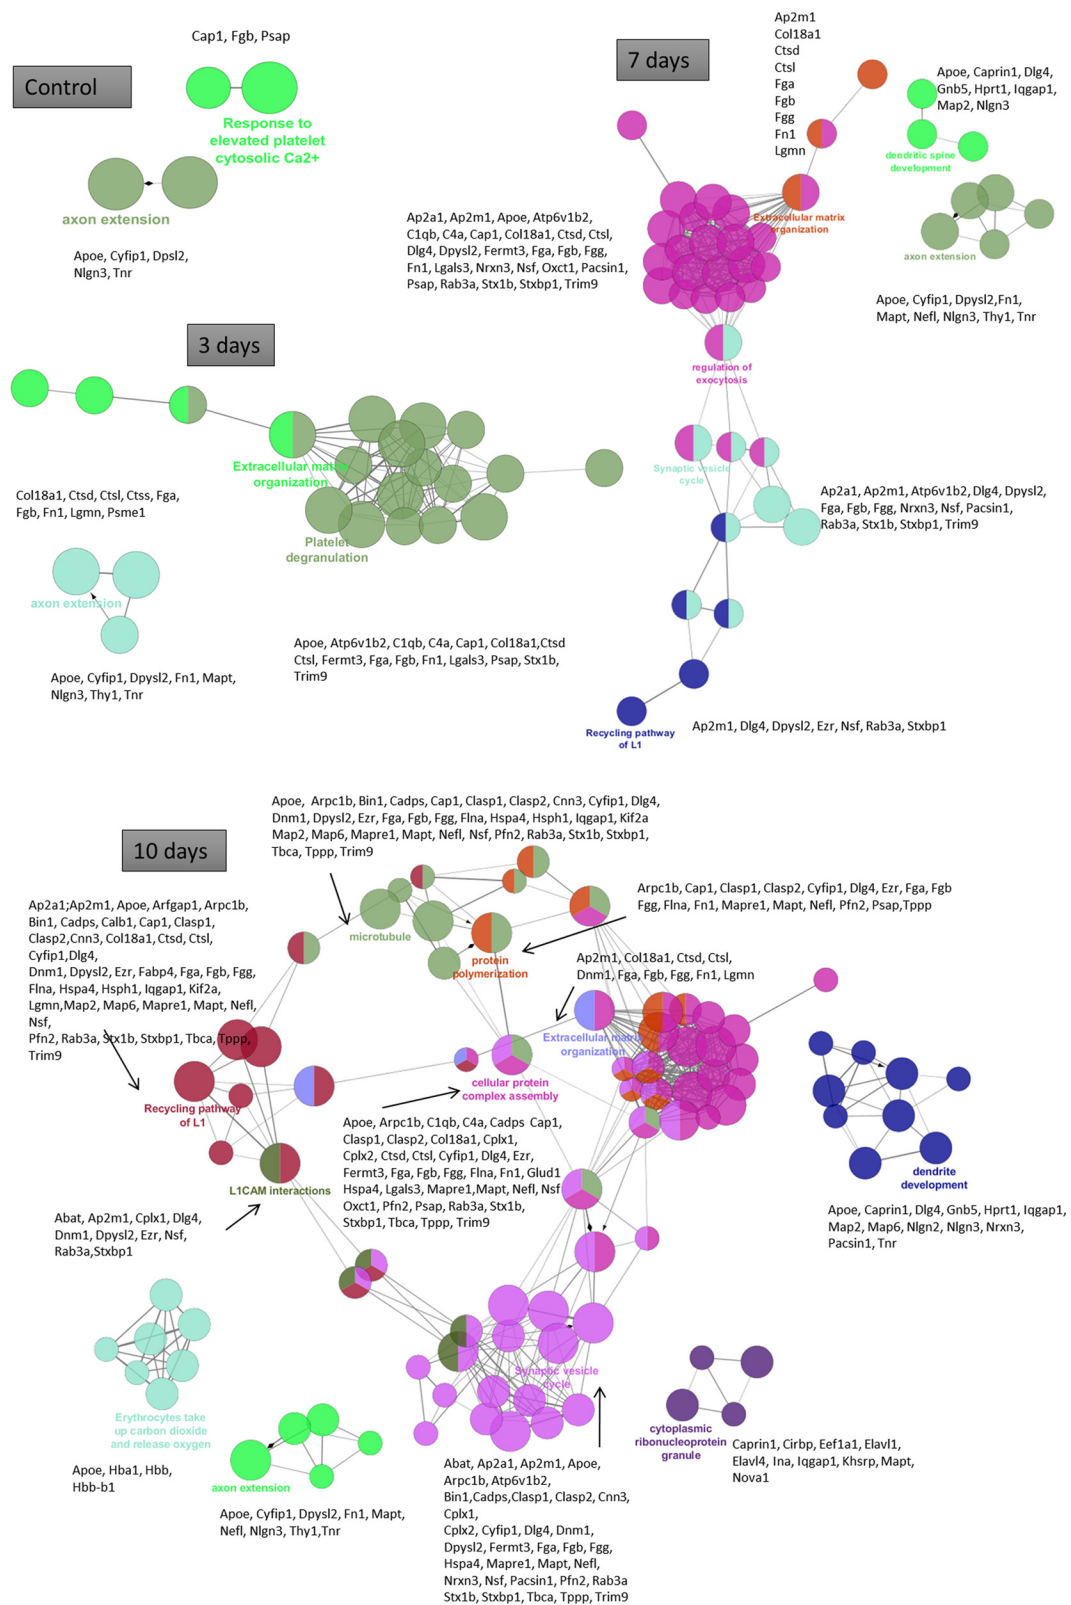 Control
Cap1, Fgb, Psap
Response to
elevated platelet
cytosolic Ca2+
axon extension
Apoe, Cyfip1, Dpsl2,
Nlgn3, Tnr
3 days
Extracellular matrix
organization
Col18a1, Ctsd, Ctsl, Ctss, Fga,
Fgb, Fn1, Lgmn, Psme1
Platelet
degranulation
axon extension
Apoe, Cyfip1, Dpysl2, Fn1, Mapt,
Nlgn3, Thy1, Tnr
Apoe, Atp6v1b2, C1qb, C4a, Cap1, Col18a1,Ctsd
Ctsl, Fermt3, Fga, Fgb, Fn1, Lgals3, Psap, Stx1b,
Trim9
7 days
Ap2m1
Col18a1
Ctsd
Ctsl
Fga
Fgb
Fgg
Fn1
Lgmn
Apoe, Caprin1, Dlg4,
Gnb5, Hprt1, Iqgap1,
Map2, Nlgn3
dendritic spine
development
Extracellular matrix
organization
axon extension
Ap2a1, Ap2m1, Apoe, Atp6v1b2,
C1qb, C4a, Cap1, Col18a1, Ctsd, Ctsl,
Dlg4, Dpysl2, Fermt3, Fga, Fgb, Fgg,
Fn1, Lgals3, Nrxn3, Nsf, Oxct1, Pacsin1,
Psap, Rab3a, Stx1b, Stxbp1, Trim9
Apoe, Cyfip1, Dpysl2,Fn1,
Mapt, Nefl, Nlgn3, Thy1, Tnr
regulation of
exocytosis
Synaptic vesicle
cycle
Ap2a1, Ap2m1, Atp6v1b2, Dlg4, Dpysl2,
Fga, Fgb, Fgg, Nrxn3, Nsf, Pacsin1,
Rab3a, Stx1b, Stxbp1, Trim9
Recycling pathway
of L1
Ap2m1, Dlg4, Dpysl2, Ezr, Nsf, Rab3a, Stxbp1
10 days
Apoe, Arpc1b, Bin1, Cadps, Cap1, Clasp1, Clasp2, Cnn3, Cyfip1, Dlg4,
Dnm1, Dpysl2, Ezr, Fga, Fgb, Fgg, Flna, Hspa4, Hsph1, Iqgap1, Kif2a
Map2, Map6, Mapre1, Mapt, Nefl, Nsf, Pfn2, Rab3a, Stx1b, Stxbp1,
Tbca, Tppp, Trim9
Ap2a1;Ap2m1, Apoe, Arfgap1, Arpc1b,
Bin1, Cadps, Calb1, Cap1, Clasp1,
Clasp2,Cnn3, Col18a1, Ctsd, Ctsl,
Cyfip1,Dlg4,
Dnm1, Dpysl2, Ezr, Fabp4, Fga, Fgb, Fgg,
Flna, Hspa4, Hsph1, Iqgap1, Kif2a,
Lgmn,Map2, Map6, Mapre1, Mapt, Nefl,
Nsf,
Pfn2, Rab3a, Stx1b, Stxbp1, Tbca, Tppp,
Trim9
microtubule
protein
polymerization
Arpc1b, Cap1, Clasp1, Clasp2, Cyfip1, Dlg4, Ezr, Fga, Fgb
Fgg, Flna, Fn1, Mapre1, Mapt, Nefl, Pfn2, Psap,Tppp
Ap2m1, Col18a1, Ctsd, Ctsl,
Dnm1, Fga, Fgb, Fgg, Fn1, Lgmn
Extracellular matrix
organization
Recycling pathway
of L1
cellular protein
complex assembly
L1CAM interactions
Apoe, Arpc1b, C1qb, C4a, Cadps Cap1,
Clasp1, Clasp2, Col18a1, Cplx1,
Cplx2, Ctsd, Ctsl, Cyfip1, Dlg4, Ezr,
Fermt3, Fga, Fgb, Fgg, Flna, Fn1, Glud1
Hspa4, Lgals3, Mapre1,Mapt, Nefl, Nsf
Oxct1, Pfn2, Psap, Rab3a, Stx1b,
Stxbp1, Tbca, Tppp, Trim9
dendrite
development
Apoe, Caprin1, Dlg4, Gnb5, Hprt1, Iqgap1,
Map2, Map6, Nlgn2, Nlgn3, Nrxn3,
Pacsin1, Tnr
Abat, Ap2m1, Cplx1, Dlg4,
Dnm1, Dpysl2, Ezr, Nsf,
Rab3a,Stxbp1
Erythrocytes take
up carbon dioxide
and release oxygen
Apoe, Hba1, Hbb,
Hbb-b1
axon extension
Apoe, Cyfip1, Dpysl2, Fn1, Mapt,
Nefl, Nlgn3, Thy1,Tnr
Synaptic vesicle
cycle
Abat, Ap2a1, Ap2m1, Apoe,
Arpc1b, Atp6v1b2,
Bin1,Cadps,Clasp1, Clasp2, Cnn3,
Cplx1,
Cplx2, Cyfip1, Dlg4, Dnm1,
Dpysl2, Fermt3, Fga, Fgb, Fgg,
Hspa4, Mapre1, Mapt, Nefl,
Nrxn3, Nsf, Pacsin1, Pfn2, Rab3a
Stx1b, Stxbp1, Tbca, Tppp, Trim9
cytoplasmic
ribonucleoprotein
granule
Caprin1, Cirbp, Eef1a1, Elavl1,
Elavl4, Ina, Iqgap1, Khsrp, Mapt,
Nova1